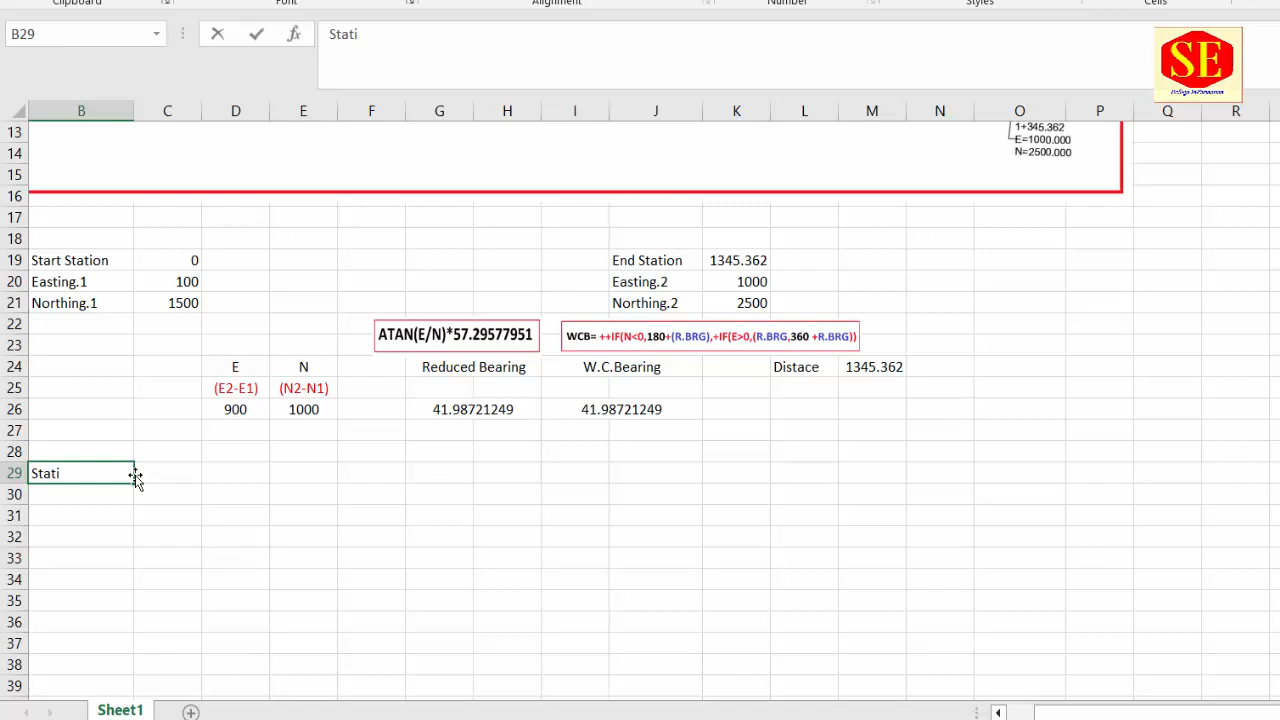 Clipboard Font Alignment Number Styles Cells
B29 fx Stati
SE
B C D E F G H I J K L M N O P Q R
13 1+345.362
E=1000.000
14 N=2500.000
15
16
17
18
19 Start Station 0 End Station 1345.362
20 Easting.1 100 Easting.2 1000
21 Northing.1 1500 Northing.2 2500
22 ATAN(E/N)*57.29577951 WCB= ++IF(N<0,180+(R.BRG),+IF(E>0,(R.BRG,360 +R.BRG))
23
24 E N Reduced Bearing W.C.Bearing Distace 1345.362
25 (E2-E1) (N2-N1)
26 900 1000 41.98721249 41.98721249
27
28
29 Stati
30
31
32
33
34
35
36
37
38
39
Sheet1